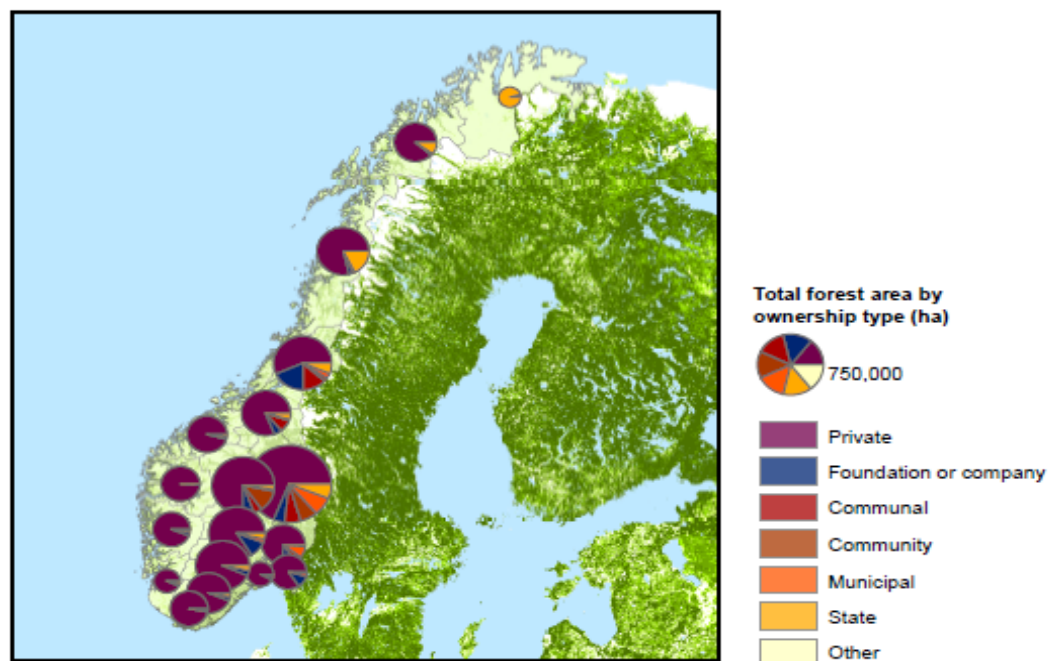 Total forest area by
ownership type (ha)
750,000
Private
Foundation or company
Communal
Community
Municipal
State
Other